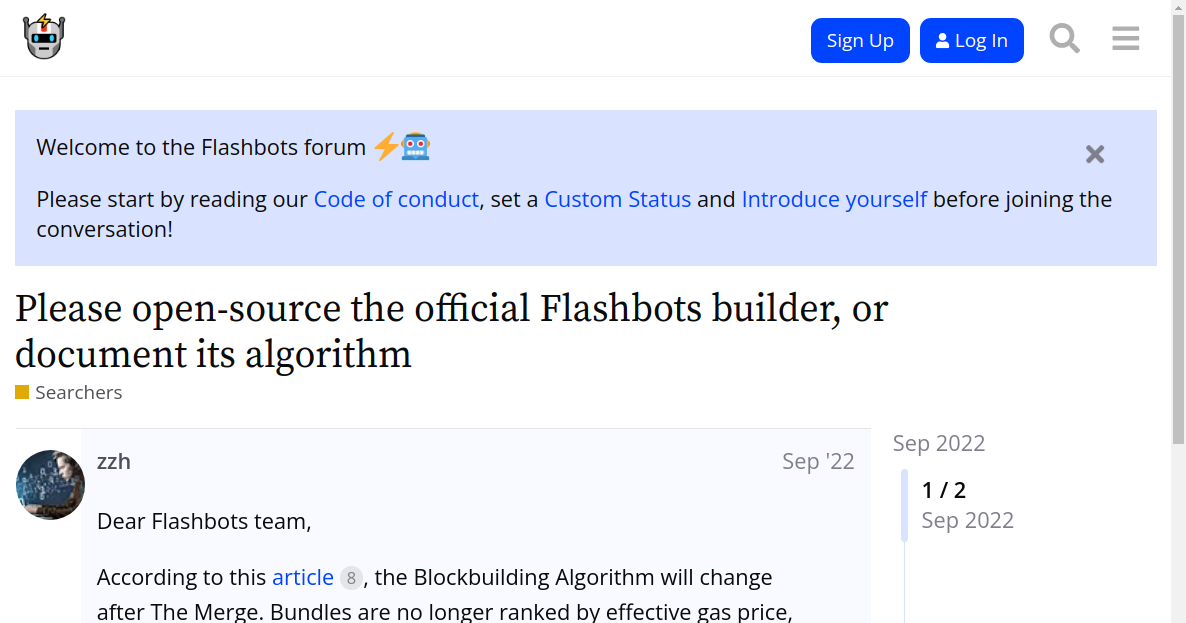 Sign Up
Log In
Welcome to the Flashbots forum
Please start by reading our Code of conduct, set a Custom Status and Introduce yourself before joining the
conversation!
Please open-source the official Flashbots builder, or
document its algorithm
Searchers
zzh
Sep '22
Dear Flashbots team,
According to this article 8, the Blockbuilding Algorithm will change
after The Merge. Bundles are no longer ranked by effective gas price,
Sep 2022
1 / 2
Sep 2022